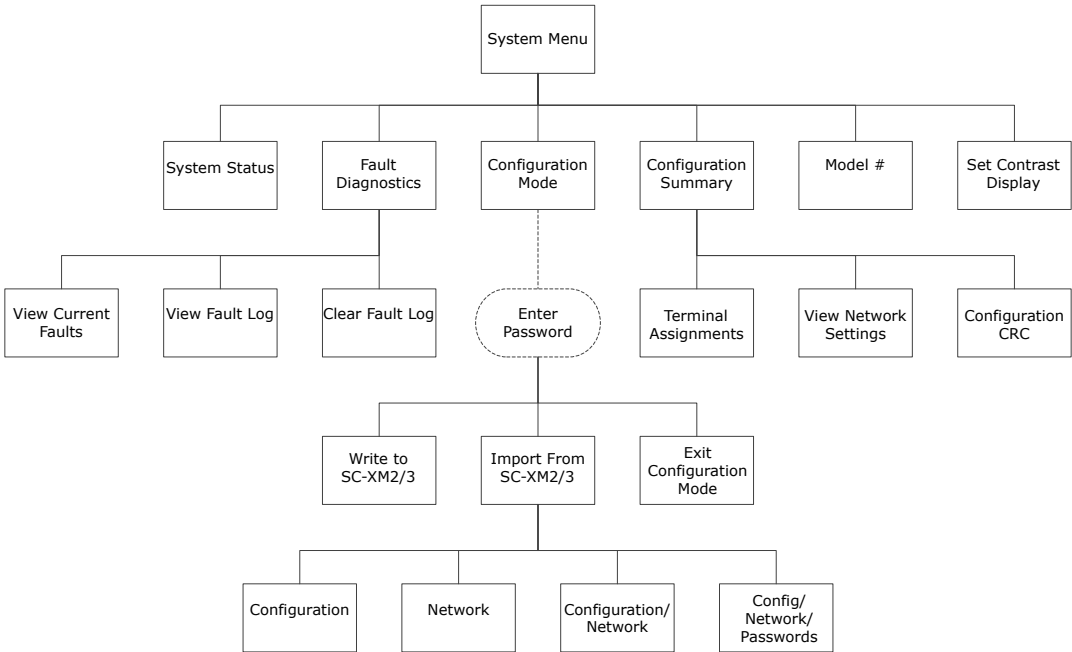 System Menu
System Status
Fault
Diagnostics
Configuration
Mode
Configuration
Summary
Model #
Set Contrast
Display
View Current
Faults
View Fault Log
Clear Fault Log
Enter
Password
Terminal
Assignments
View Network
Settings
Configuration
CRC
Write to
SC-XM2/3
Import From
SC-XM2/3
Exit
Configuration
Mode
Configuration
Network
Configuration/
Network
Config/
Network/
Passwords